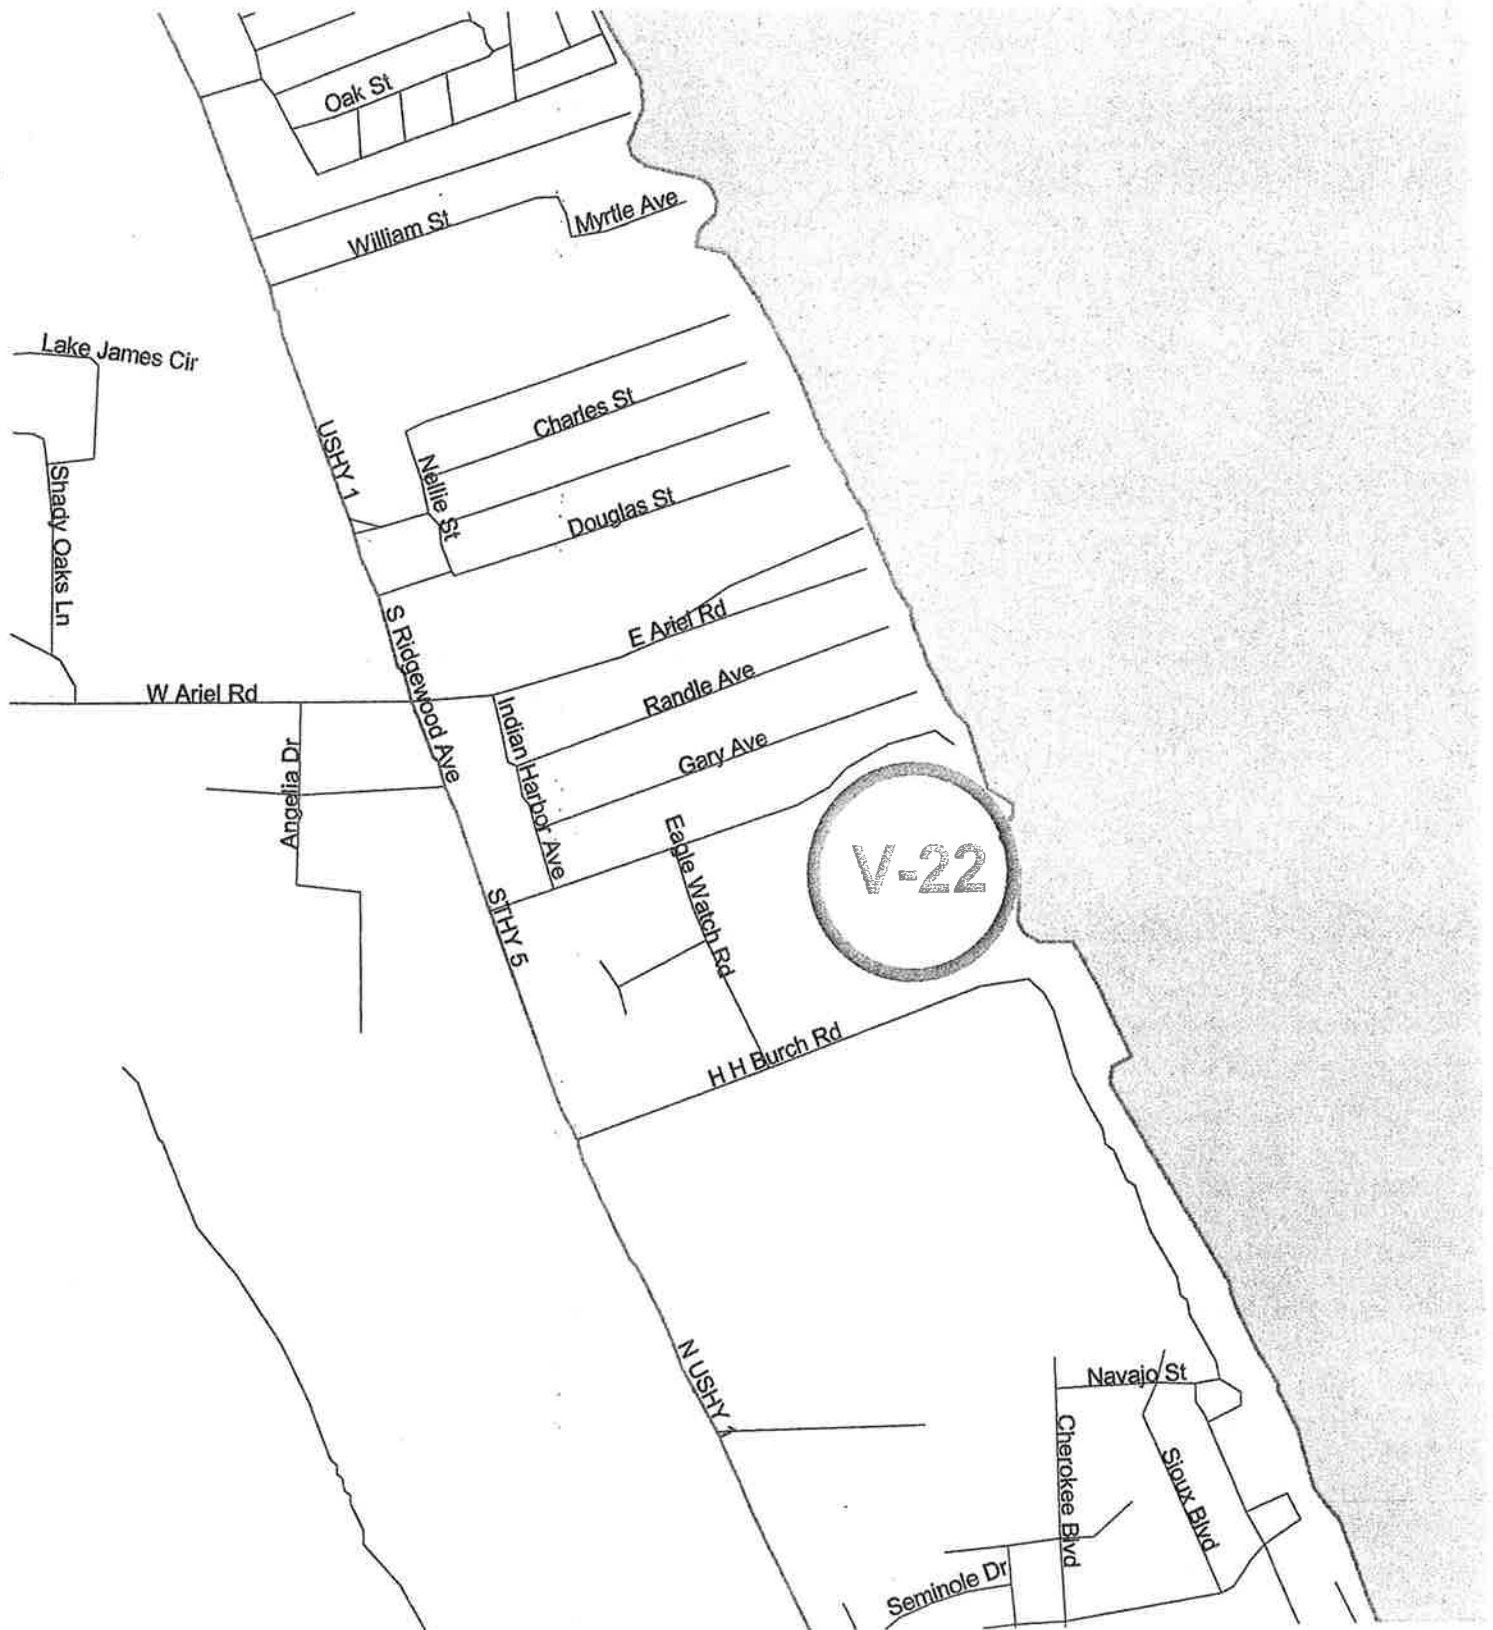 Oak St
William St
Myrtle Ave
Lake James Cir
Charles St
USHY 1
Nellie St
Shady Oaks Ln
Douglas St
E Ariel Rd
S Ridgewood Ave
W Ariel Rd
Randle Ave
Indian Harbor Ave
Angelia Dr
Gary Ave
Eagle Watch Rd
V-22
STHY 5
H H Burch Rd
N USHY 1
Navajo St
Cherokee Blvd
Sioux Blvd
Seminole Dr